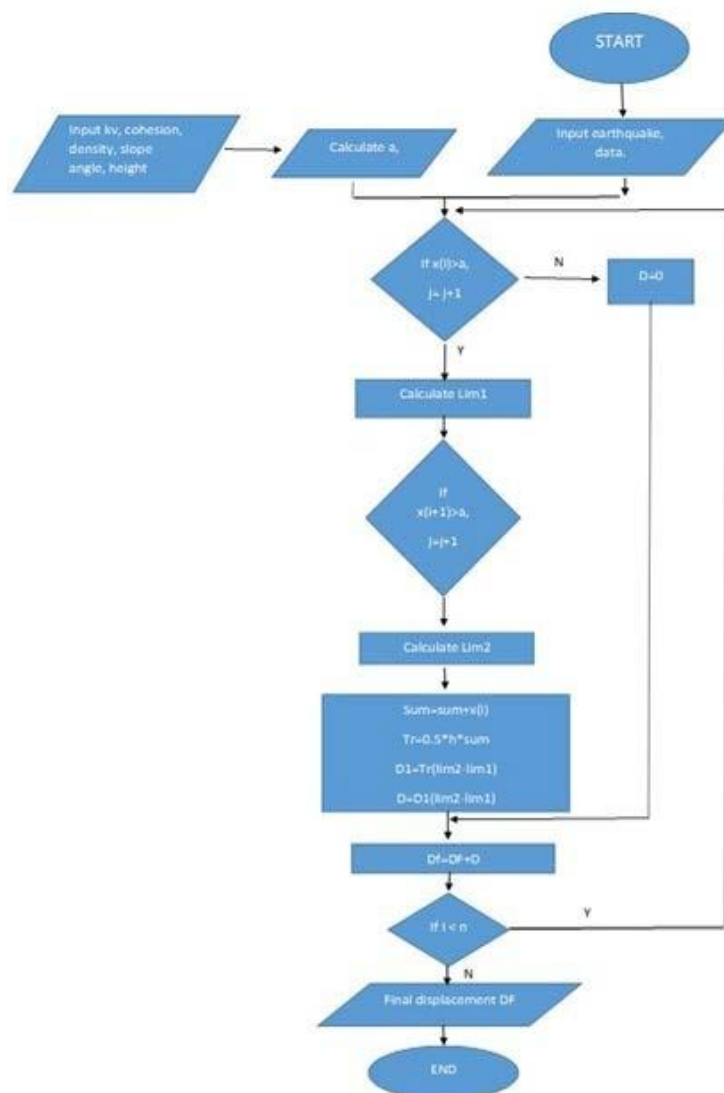 START
Input kv, cohesion,
density, slope
angle, height
Calculate a,
Input earthquake,
data.
If x(i)>a,
j= j+1
N
D=0
Y
Calculate Lim1
If
x(i+1)>a,
j=j+1
Calculate Lim2
Sum=sum+x(i)
Tr=0.5*h*sum
D1=Tr(lim2-lim1)
D=D1(lim2-lim1)
Df=DF+D
If I < n
Y
N
Final displacement DF
END